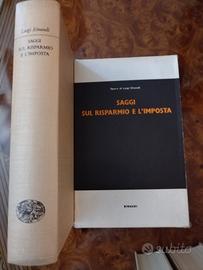 Luigi Einaudi
SAGGI
SUL RISPARMIO
E L'IMPOSTA
Opere di Luigi Einaudi
SAGGI
SUL RISPARMIO E L'IMPOSTA
EINAUDI
subito